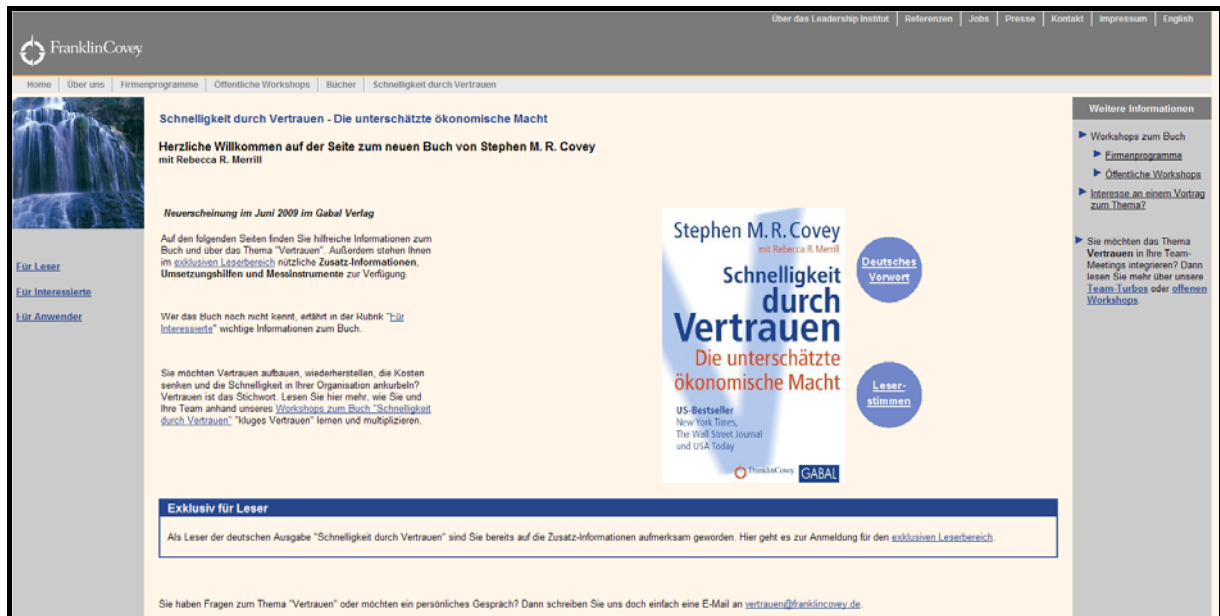 Über das Leadership Institut | Referenzen | Jobs | Presse | Kontakt | Impressum | English
FranklinCovey
Home | Über uns | Firmenprogramme | Öffentliche Workshops | Bücher | Schnelligkeit durch Vertrauen
Für Leser
Für Interessierte
Für Anwender
Schnelligkeit durch Vertrauen - Die unterschätzte ökonomische Macht
Herzliche Willkommen auf der Seite zum neuen Buch von Stephen M. R. Covey
mit Rebecca R. Merrill
Neuerscheinung im Juni 2009 im Gabal Verlag
Auf den folgenden Seiten finden Sie hilfreiche Informationen zum
Buch und über das Thema "Vertrauen". Außerdem stehen Ihnen
im exklusiven Leserbereich nützliche Zusatz-Informationen,
Umsetzungshilfen und Messinstrumente zur Verfügung.
Wer das Buch noch nicht kennt, erfährt in der Rubrik "Für
Interessierte" wichtige Informationen zum Buch.
Sie möchten Vertrauen aufbauen, wiederherstellen, die Kosten
senken und die Schnelligkeit in Ihrer Organisation ankurbeln?
Vertrauen ist das Stichwort. Lesen Sie hier mehr, wie Sie und
Ihre Team anhand unseres Workshops zum Buch "Schnelligkeit
durch Vertrauen" "kluges Vertrauen" lernen und multiplizieren.
Stephen M. R. Covey
mit Rebecca R. Merrill
Schnelligkeit
durch
Vertrauen
Die unterschätzte
ökonomische Macht
US-Bestseller
New York Times,
The Wall Street Journal
und USA Today
FranklinCovey GABAL
Deutsches
Vorwort
Leser-
stimmen
Exklusiv für Leser
Als Leser der deutschen Ausgabe "Schnelligkeit durch Vertrauen" sind Sie bereits auf die Zusatz-Informationen aufmerksam geworden. Hier geht es zur Anmeldung für den exklusiven Leserbereich.
Sie haben Fragen zum Thema "Vertrauen" oder möchten ein persönliches Gespräch? Dann schreiben Sie uns doch einfach eine E-Mail an vertrauen@franklincovey.de.
Weitere Informationen
Workshops zum Buch
Firmenprogramme
Öffentliche Workshops
Interesse an einem Vortrag
zum Thema?
Sie möchten das Thema
Vertrauen in Ihre Team-
Meetings integrieren? Dann
lesen Sie mehr über unsere
Team-Turbos oder offenen
Workshops.